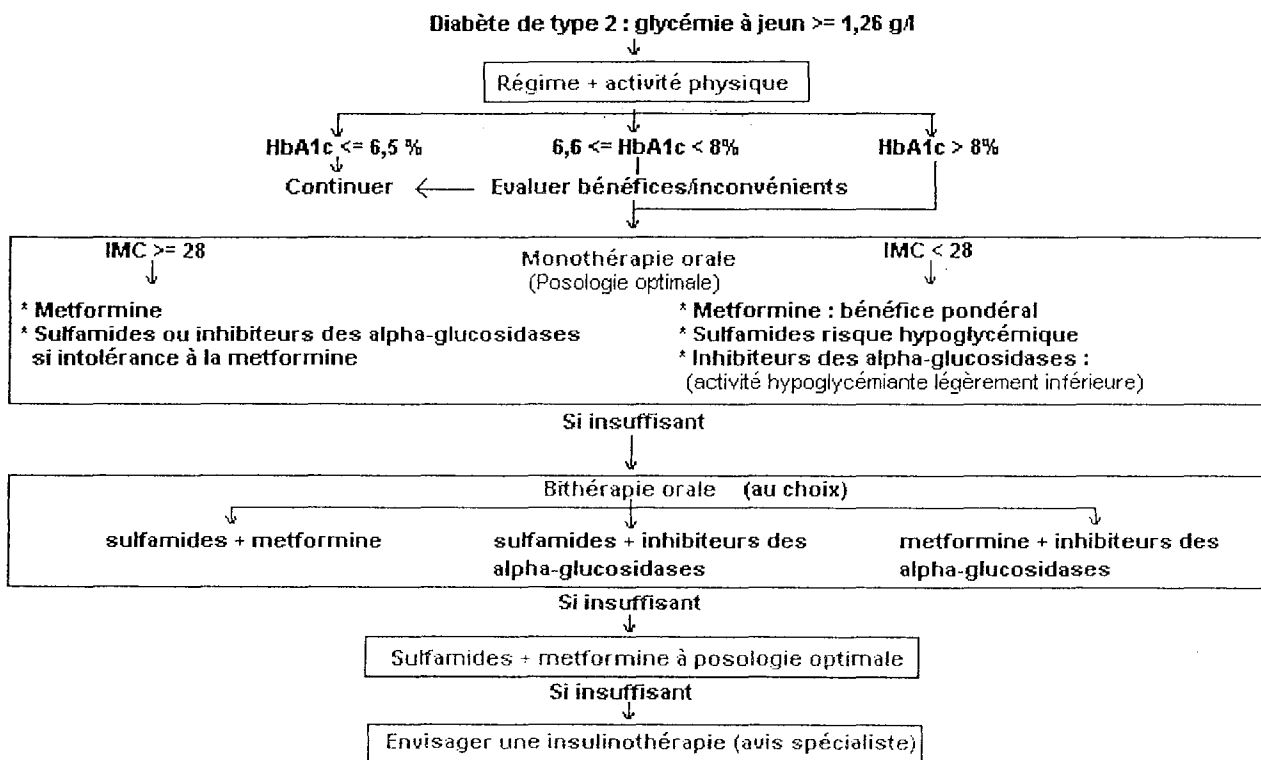 Diabète de type 2 : glycémie à jeun >= 1,26 g/l
Régime + activité physique
HbA1c <= 6,5 %
6,6 <= HbA1c < 8%
HbA1c > 8%
Continuer
Evaluer bénéfices/inconvénients
IMC >= 28
Monothérapie orale
(Posologie optimale)
IMC < 28
* Metformine
* Sulfamides ou inhibiteurs des alpha-glucosidases
si intolérance à la metformine
* Metformine : bénéfice pondéral
* Sulfamides risque hypoglycémique
* Inhibiteurs des alpha-glucosidases :
(activité hypoglycémiante légèrement inférieure)
Si insuffisant
Bithérapie orale (au choix)
sulfamides + metformine
sulfamides + inhibiteurs des
alpha-glucosidases
metformine + inhibiteurs des
alpha-glucosidases
Si insuffisant
Sulfamides + metformine à posologie optimale
Si insuffisant
Envisager une insulinothérapie (avis spécialiste)